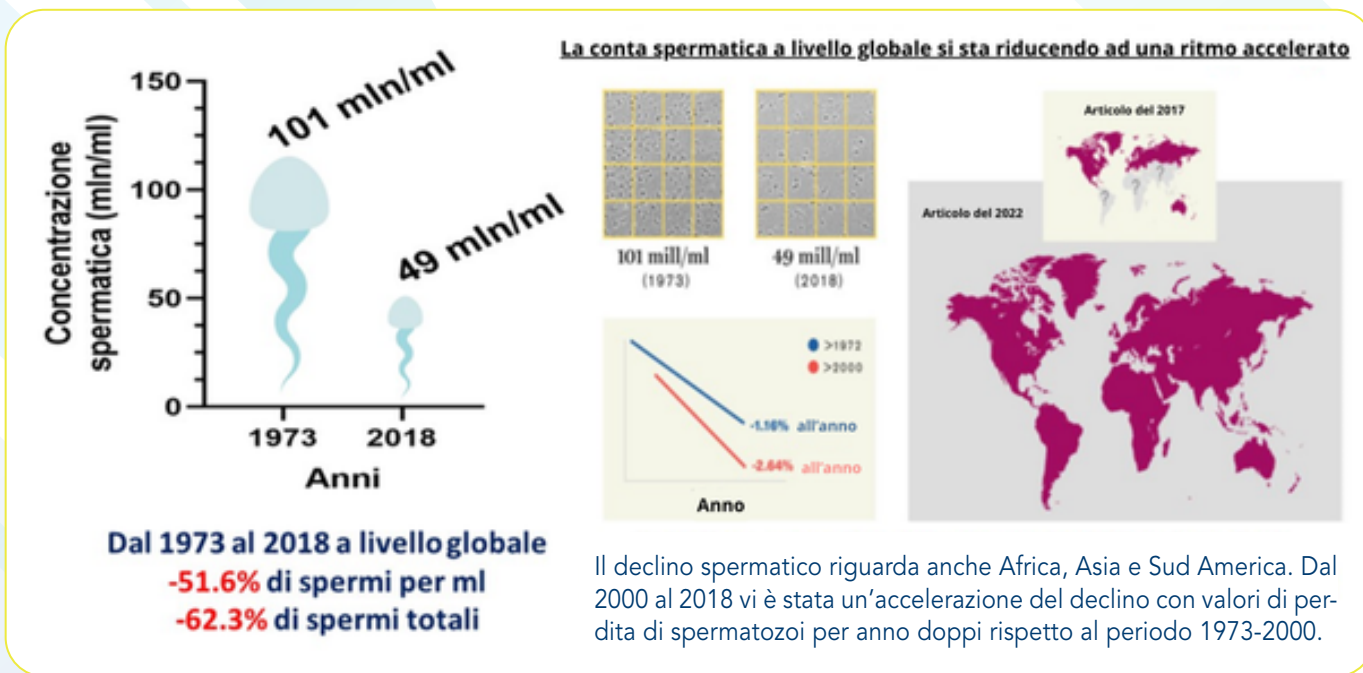 La conta spermatica a livello globale si sta riducendo ad una ritmo accelerato
Concentrazione
spermatica (mln/ml)
150
100
50
0
101 mln/ml
49 mln/ml
1973
2018
Anni
Dal 1973 al 2018 a livello globale
-51.6% di spermi per ml
-62.3% di spermi totali
101 mill/ml
(1973)
49 mill/ml
(2018)
>1972
>2000
-1.16% all'anno
-2.64% all'anno
Anno
Articolo del 2017
? ? ?
Articolo del 2022
Il declino spermatico riguarda anche Africa, Asia e Sud America. Dal
2000 al 2018 vi è stata un’accelerazione del declino con valori di per-
dita di spermatozoi per anno doppi rispetto al periodo 1973-2000.